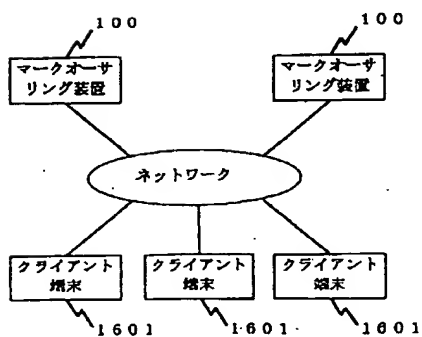 100
100
マークオーサ
リング装置
マークオーサ
リング装置
ネットワーク
クライアント
端末
クライアント
端末
クライアント
端末
1601
1601
1601